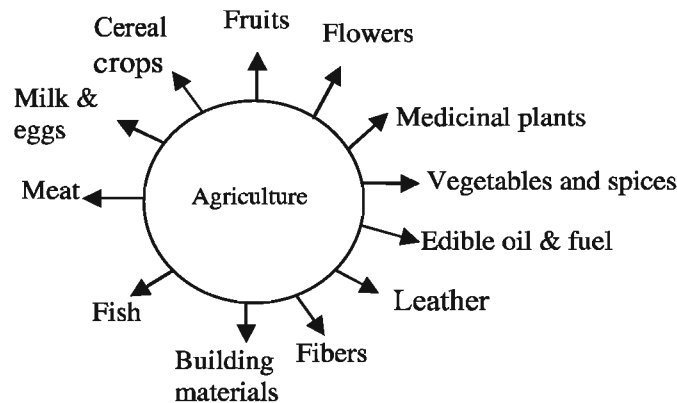 Fruits
Flowers
Cereal
crops
Milk &
eggs
Medicinal plants
Meat
Agriculture
Vegetables and spices
Edible oil & fuel
Leather
Fish
Building
materials
Fibers